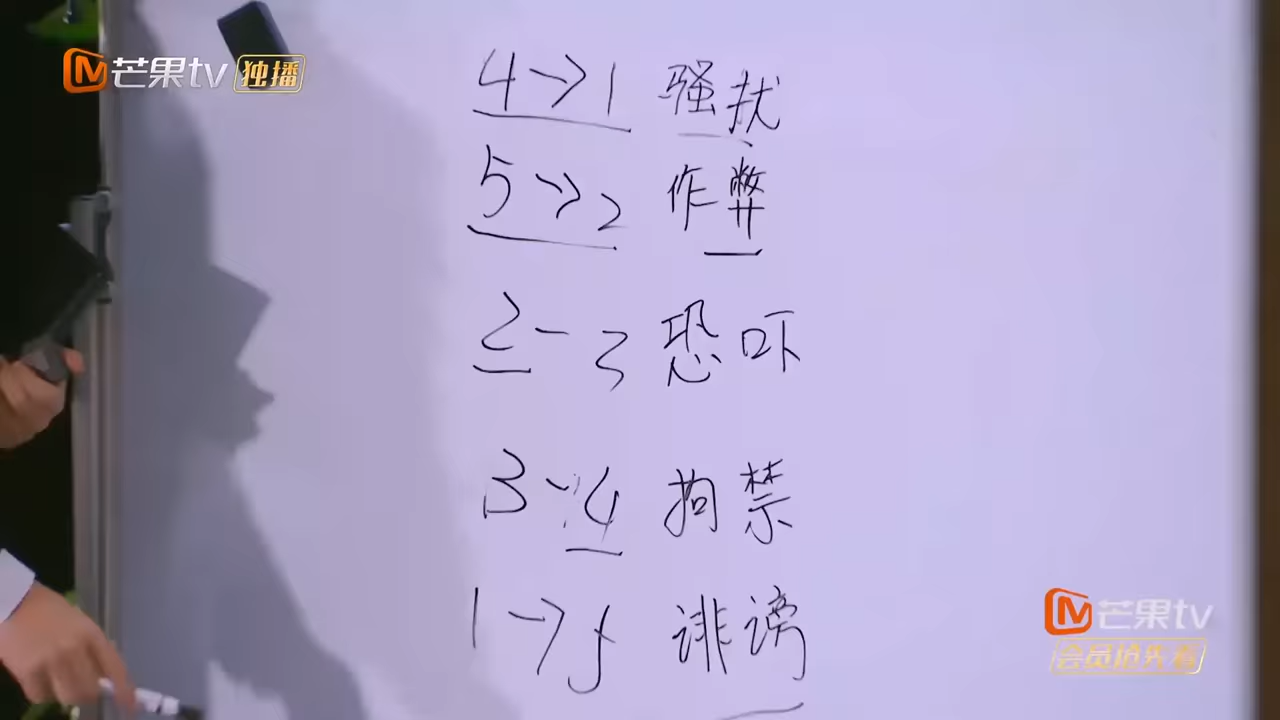 芒果tv 独播
4→1 骚扰
5→2 作弊
2-3 恐吓
3→4 拘禁
1→5 诽谤
芒果tv
会员抢先看